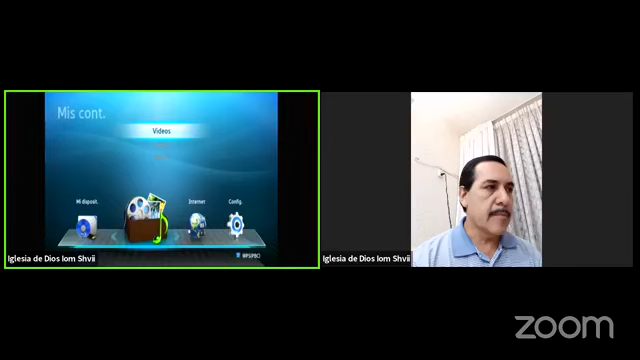 Mis cont.
Videos
Mi disposit.
Internet
Config.
Iglesia de Dios Iom Shvii
Iglesia de Dios Iom Shvii
zoom